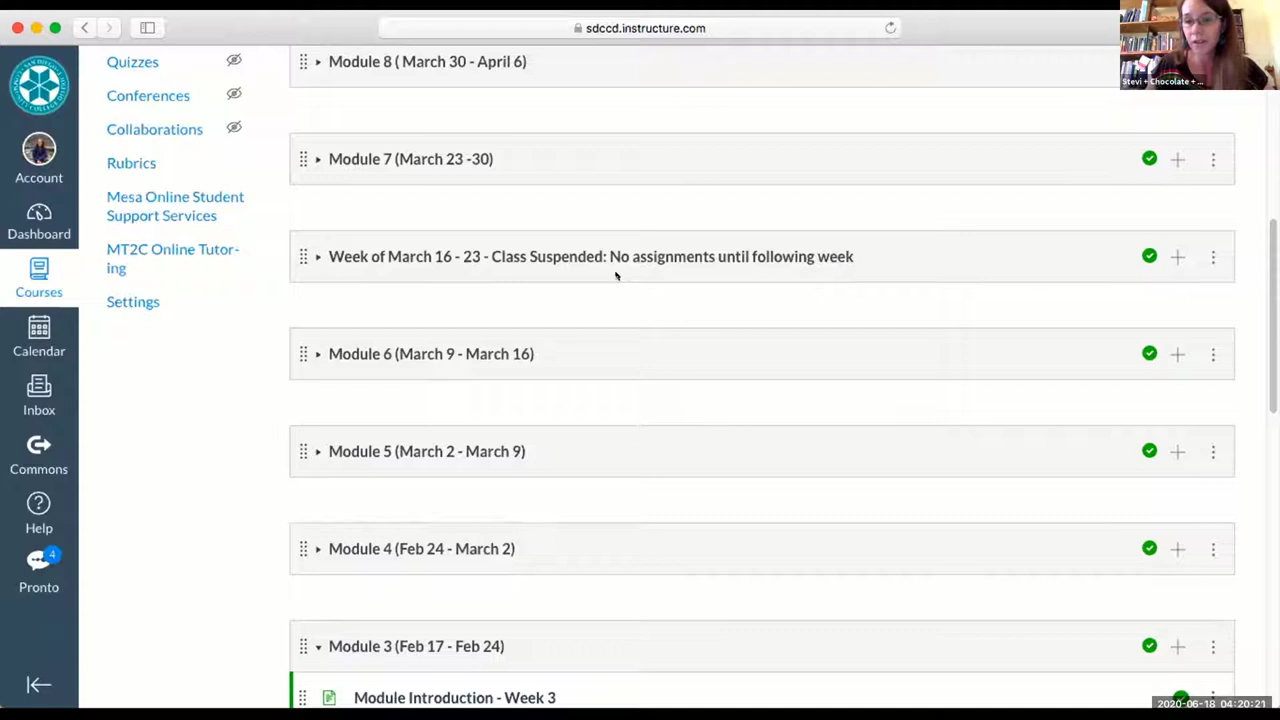 sdccd.instructure.com
Stevi + Chocolate + ...
Account
Dashboard
Courses
Calendar
Inbox
Commons
Help
4
Pronto
Quizzes
Conferences
Collaborations
Rubrics
Mesa Online Student
Support Services
MT2C Online Tutor-
ing
Settings
Module 8 ( March 30 - April 6)
Module 7 (March 23 -30)
Week of March 16 - 23 - Class Suspended: No assignments until following week
Module 6 (March 9 - March 16)
Module 5 (March 2 - March 9)
Module 4 (Feb 24 - March 2)
Module 3 (Feb 17 - Feb 24)
Module Introduction - Week 3
2020-06-18 04:20:21